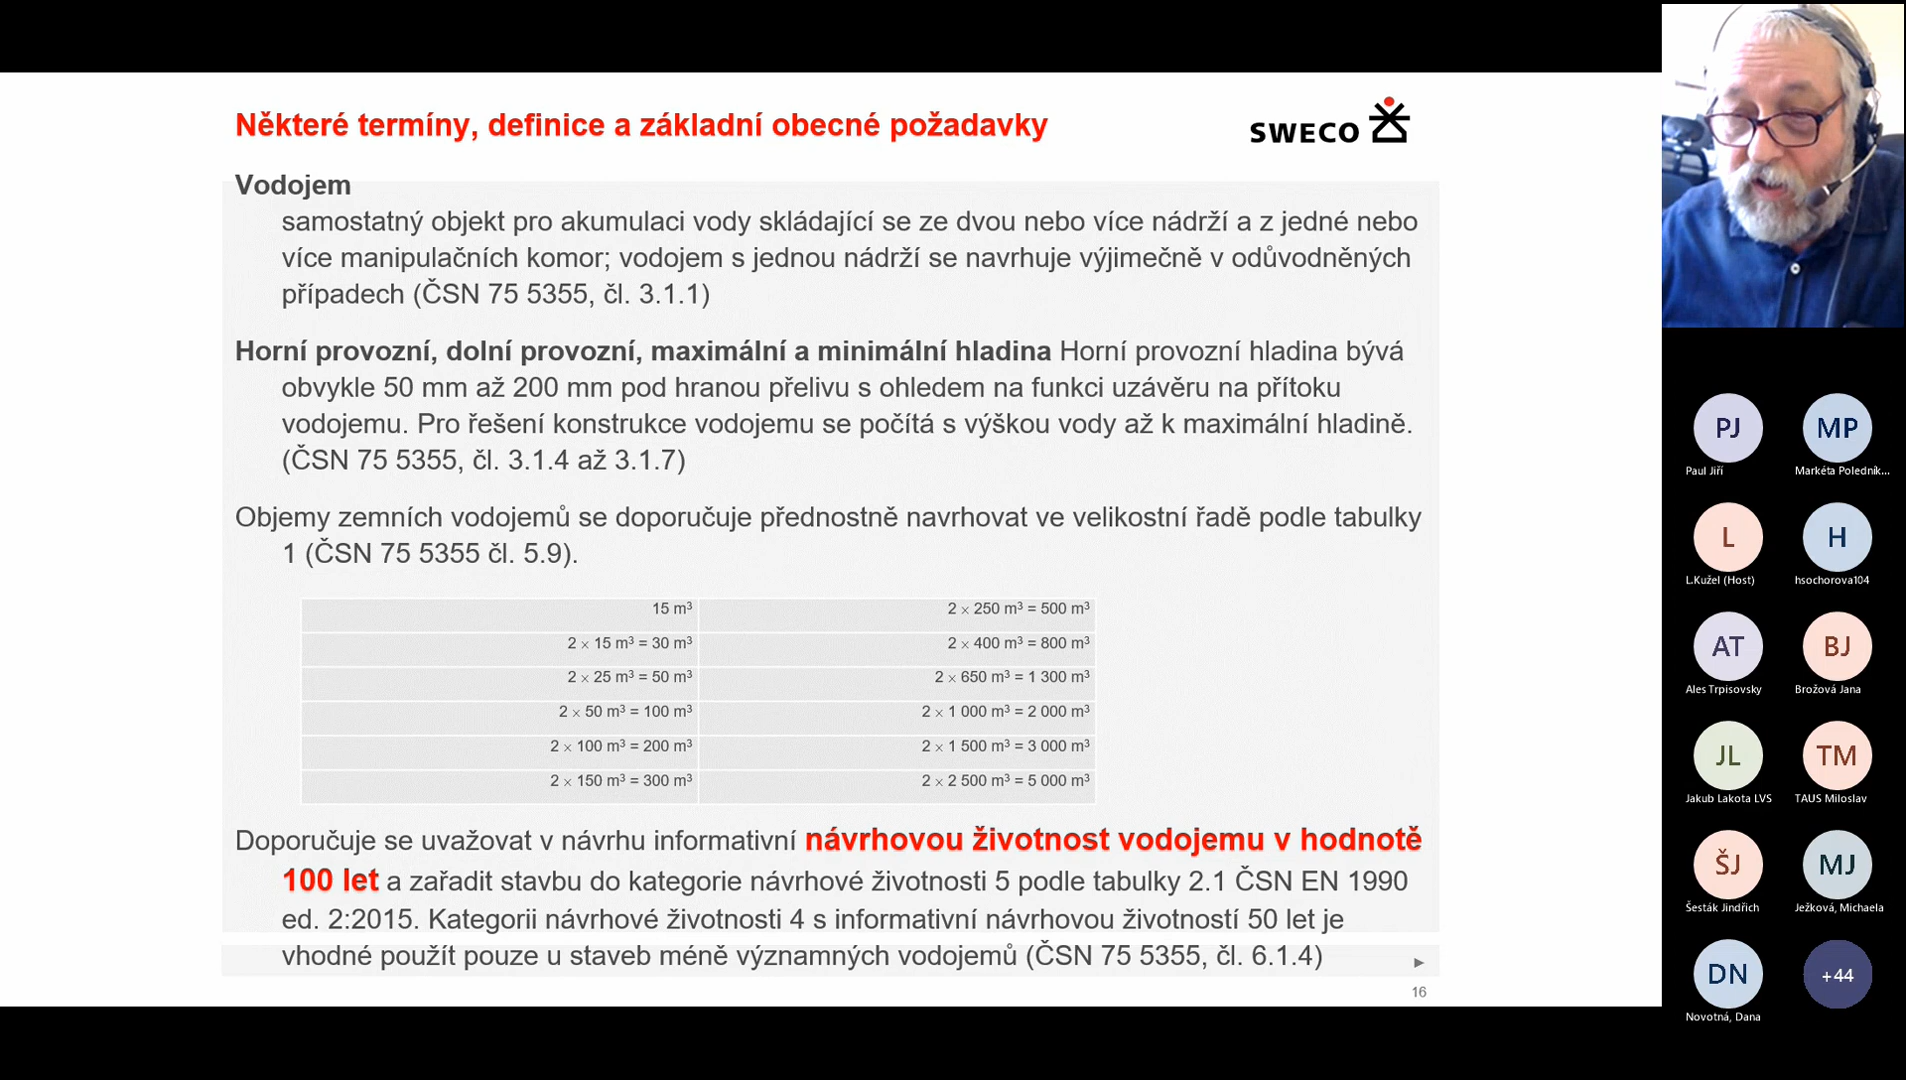 Některé termíny, definice a základní obecné požadavky
SWECO
Vodojem
samostatný objekt pro akumulaci vody skládající se ze dvou nebo více nádrží a z jedné nebo
více manipulačních komor; vodojem s jednou nádrží se navrhuje výjimečně v odůvodněných
případech (ČSN 75 5355, čl. 3.1.1)
Horní provozní, dolní provozní, maximální a minimální hladina Horní provozní hladina bývá
obvykle 50 mm až 200 mm pod hranou přelivu s ohledem na funkci uzávěru na přítoku
vodojemu. Pro řešení konstrukce vodojemu se počítá s výškou vody až k maximální hladině.
(ČSN 75 5355, čl. 3.1.4 až 3.1.7)
Objemy zemních vodojemů se doporučuje přednostně navrhovat ve velikostní řadě podle tabulky
1 (ČSN 75 5355 čl. 5.9).
15 m³ 2 × 250 m³ = 500 m³
2 × 15 m³ = 30 m³ 2 × 400 m³ = 800 m³
2 × 25 m³ = 50 m³ 2 × 650 m³ = 1 300 m³
2 × 50 m³ = 100 m³ 2 × 1 000 m³ = 2 000 m³
2 × 100 m³ = 200 m³ 2 × 1 500 m³ = 3 000 m³
2 × 150 m³ = 300 m³ 2 × 2 500 m³ = 5 000 m³
Doporučuje se uvažovat v návrhu informativní návrhovou životnost vodojemu v hodnotě
100 let a zařadit stavbu do kategorie návrhové životnosti 5 podle tabulky 2.1 ČSN EN 1990
ed. 2:2015. Kategorii návrhové životnosti 4 s informativní návrhovou životností 50 let je
vhodné použít pouze u staveb méně významných vodojemů (ČSN 75 5355, čl. 6.1.4)
16
PJ MP
Paul Jiří Markéta Poledník...
L H
L.Kužel (Host) hsochorova104
AT BJ
Ales Trpisovsky Brožová Jana
JL TM
Jakub Lakota LVS TAUS Miloslav
ŠJ MJ
Šesták Jindřich Ježková, Michaela
DN +44
Novotná, Dana